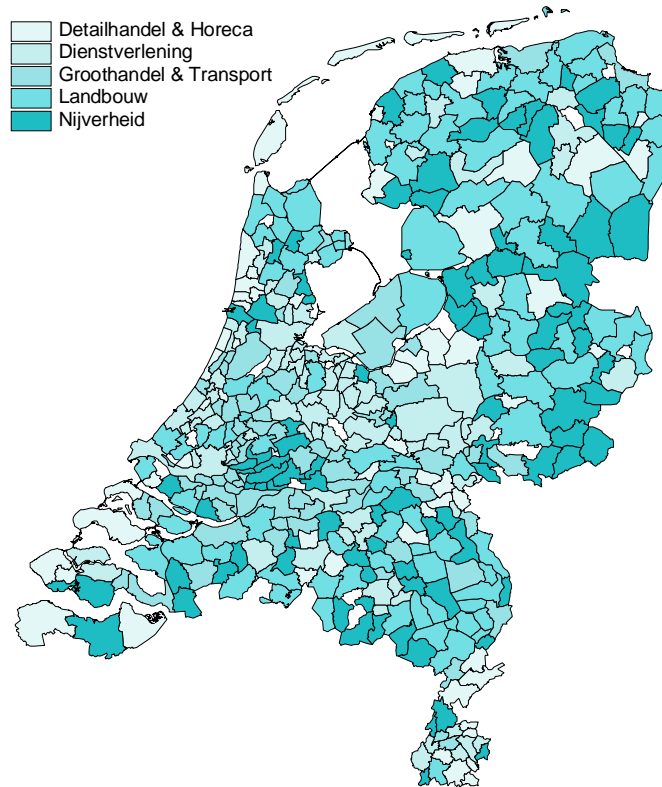 Detailhandel & Horeca
Dienstverlening
Groothandel & Transport
Landbouw
Nijverheid